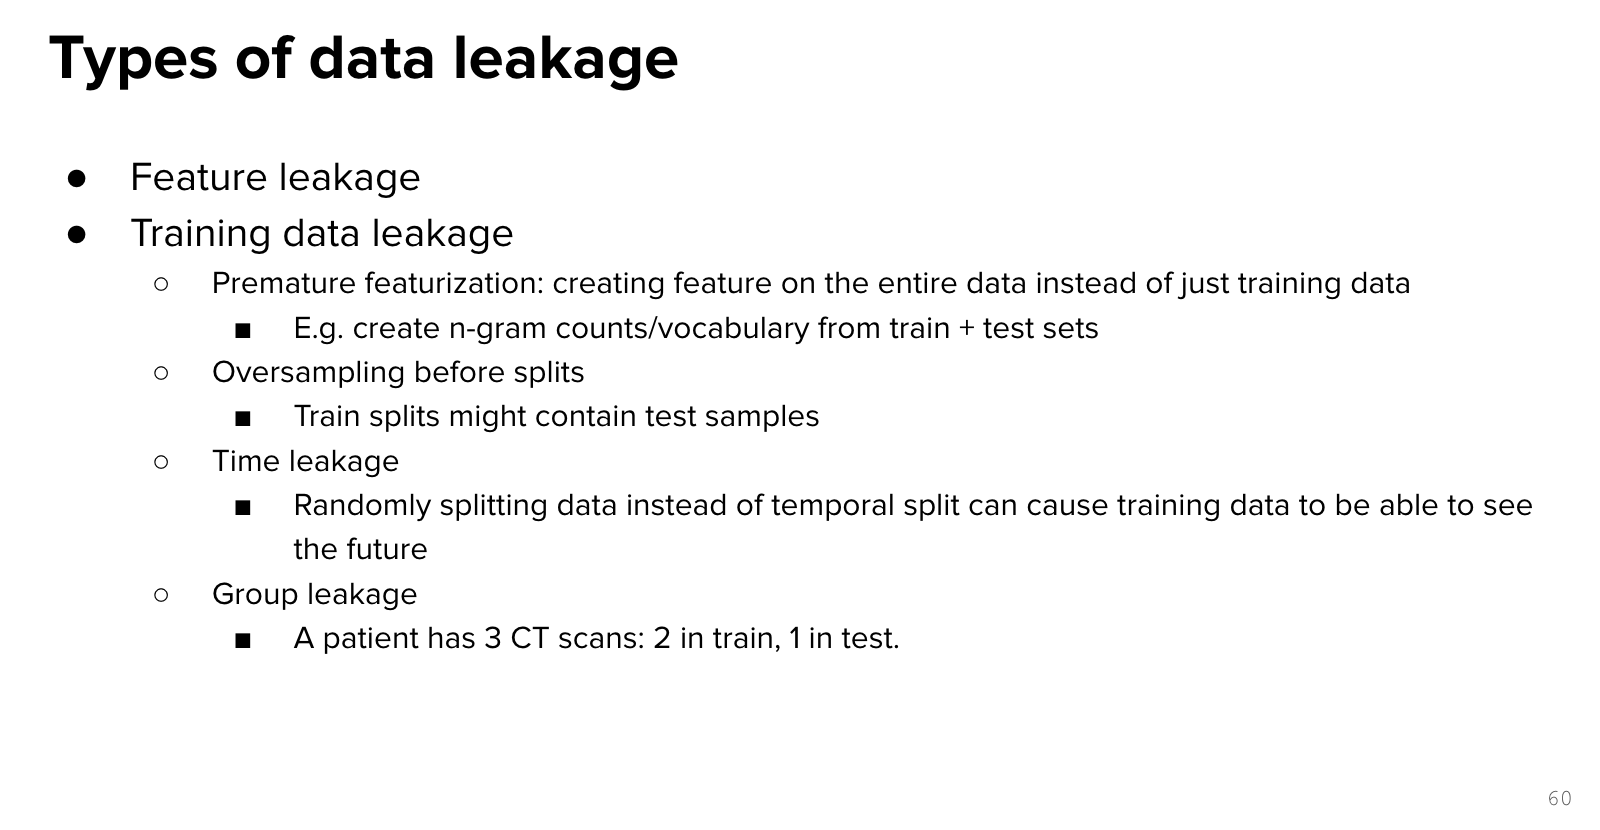 Types of data leakage
● Feature leakage
● Training data leakage
○ Premature featurization: creating feature on the entire data instead of just training data
■ E.g. create n-gram counts/vocabulary from train + test sets
○ Oversampling before splits
■ Train splits might contain test samples
○ Time leakage
■ Randomly splitting data instead of temporal split can cause training data to be able to see
the future
○ Group leakage
■ A patient has 3 CT scans: 2 in train, 1 in test.
60